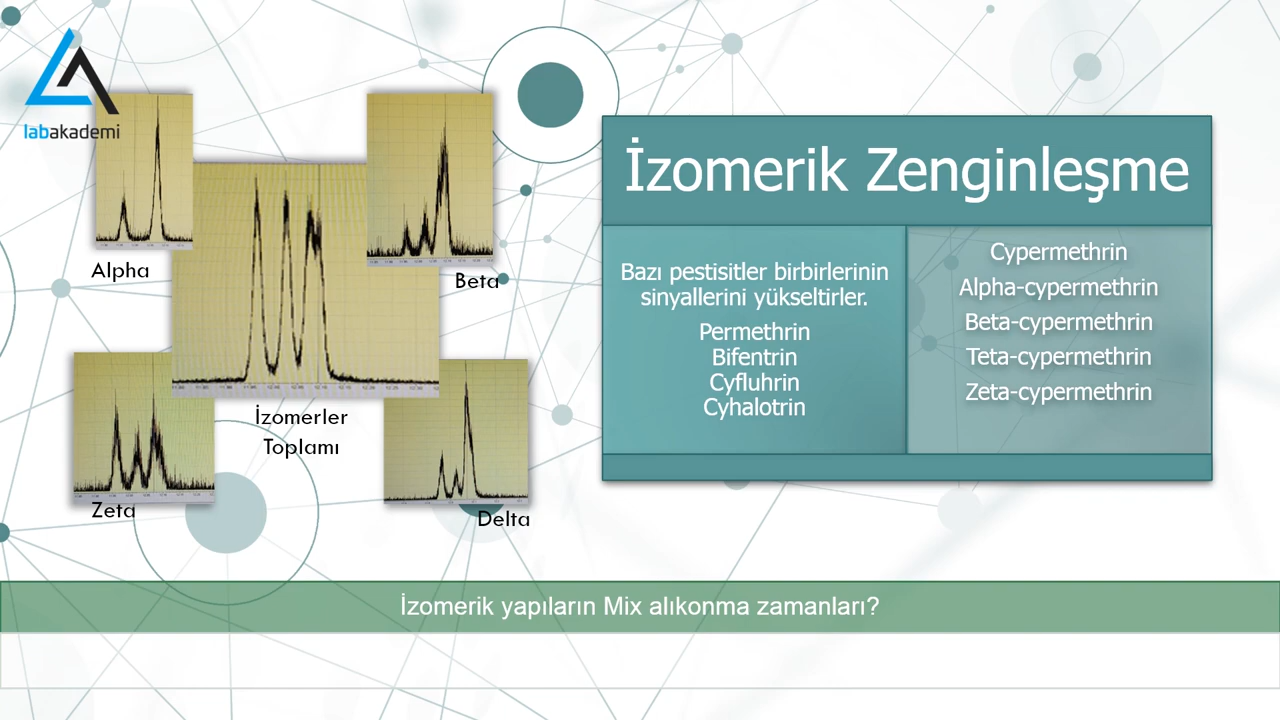 labakademi
Alpha
Beta
İzomerler
Toplamı
Zeta
Delta
İzomerik Zenginleşme
Bazı pestisitler birbirlerinin
sinyallerini yükseltirler.
Permethrin
Bifentrin
Cyfluhrin
Cyhalotrin
Cypermethrin
Alpha-cypermethrin
Beta-cypermethrin
Teta-cypermethrin
Zeta-cypermethrin
İzomerik yapıların Mix alıkonma zamanları?